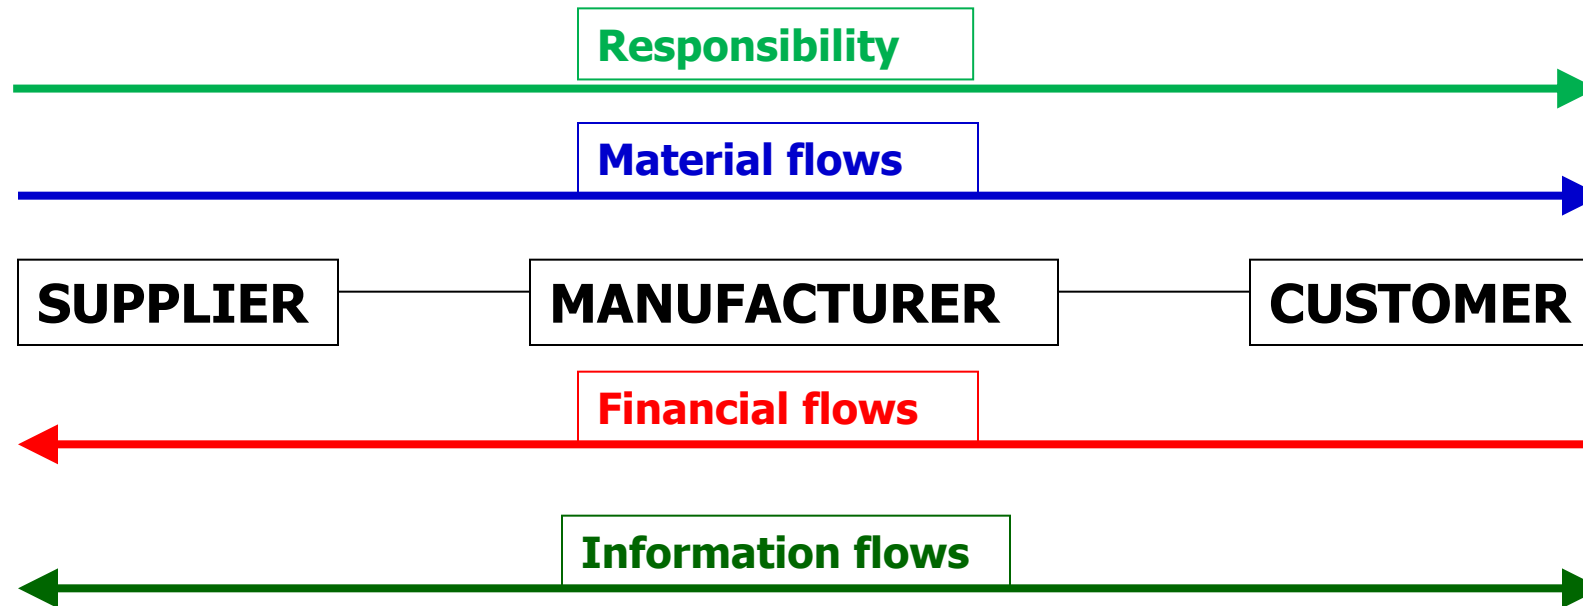 Responsibility
Material flows
SUPPLIER MANUFACTURER CUSTOMER
Financial flows
Information flows